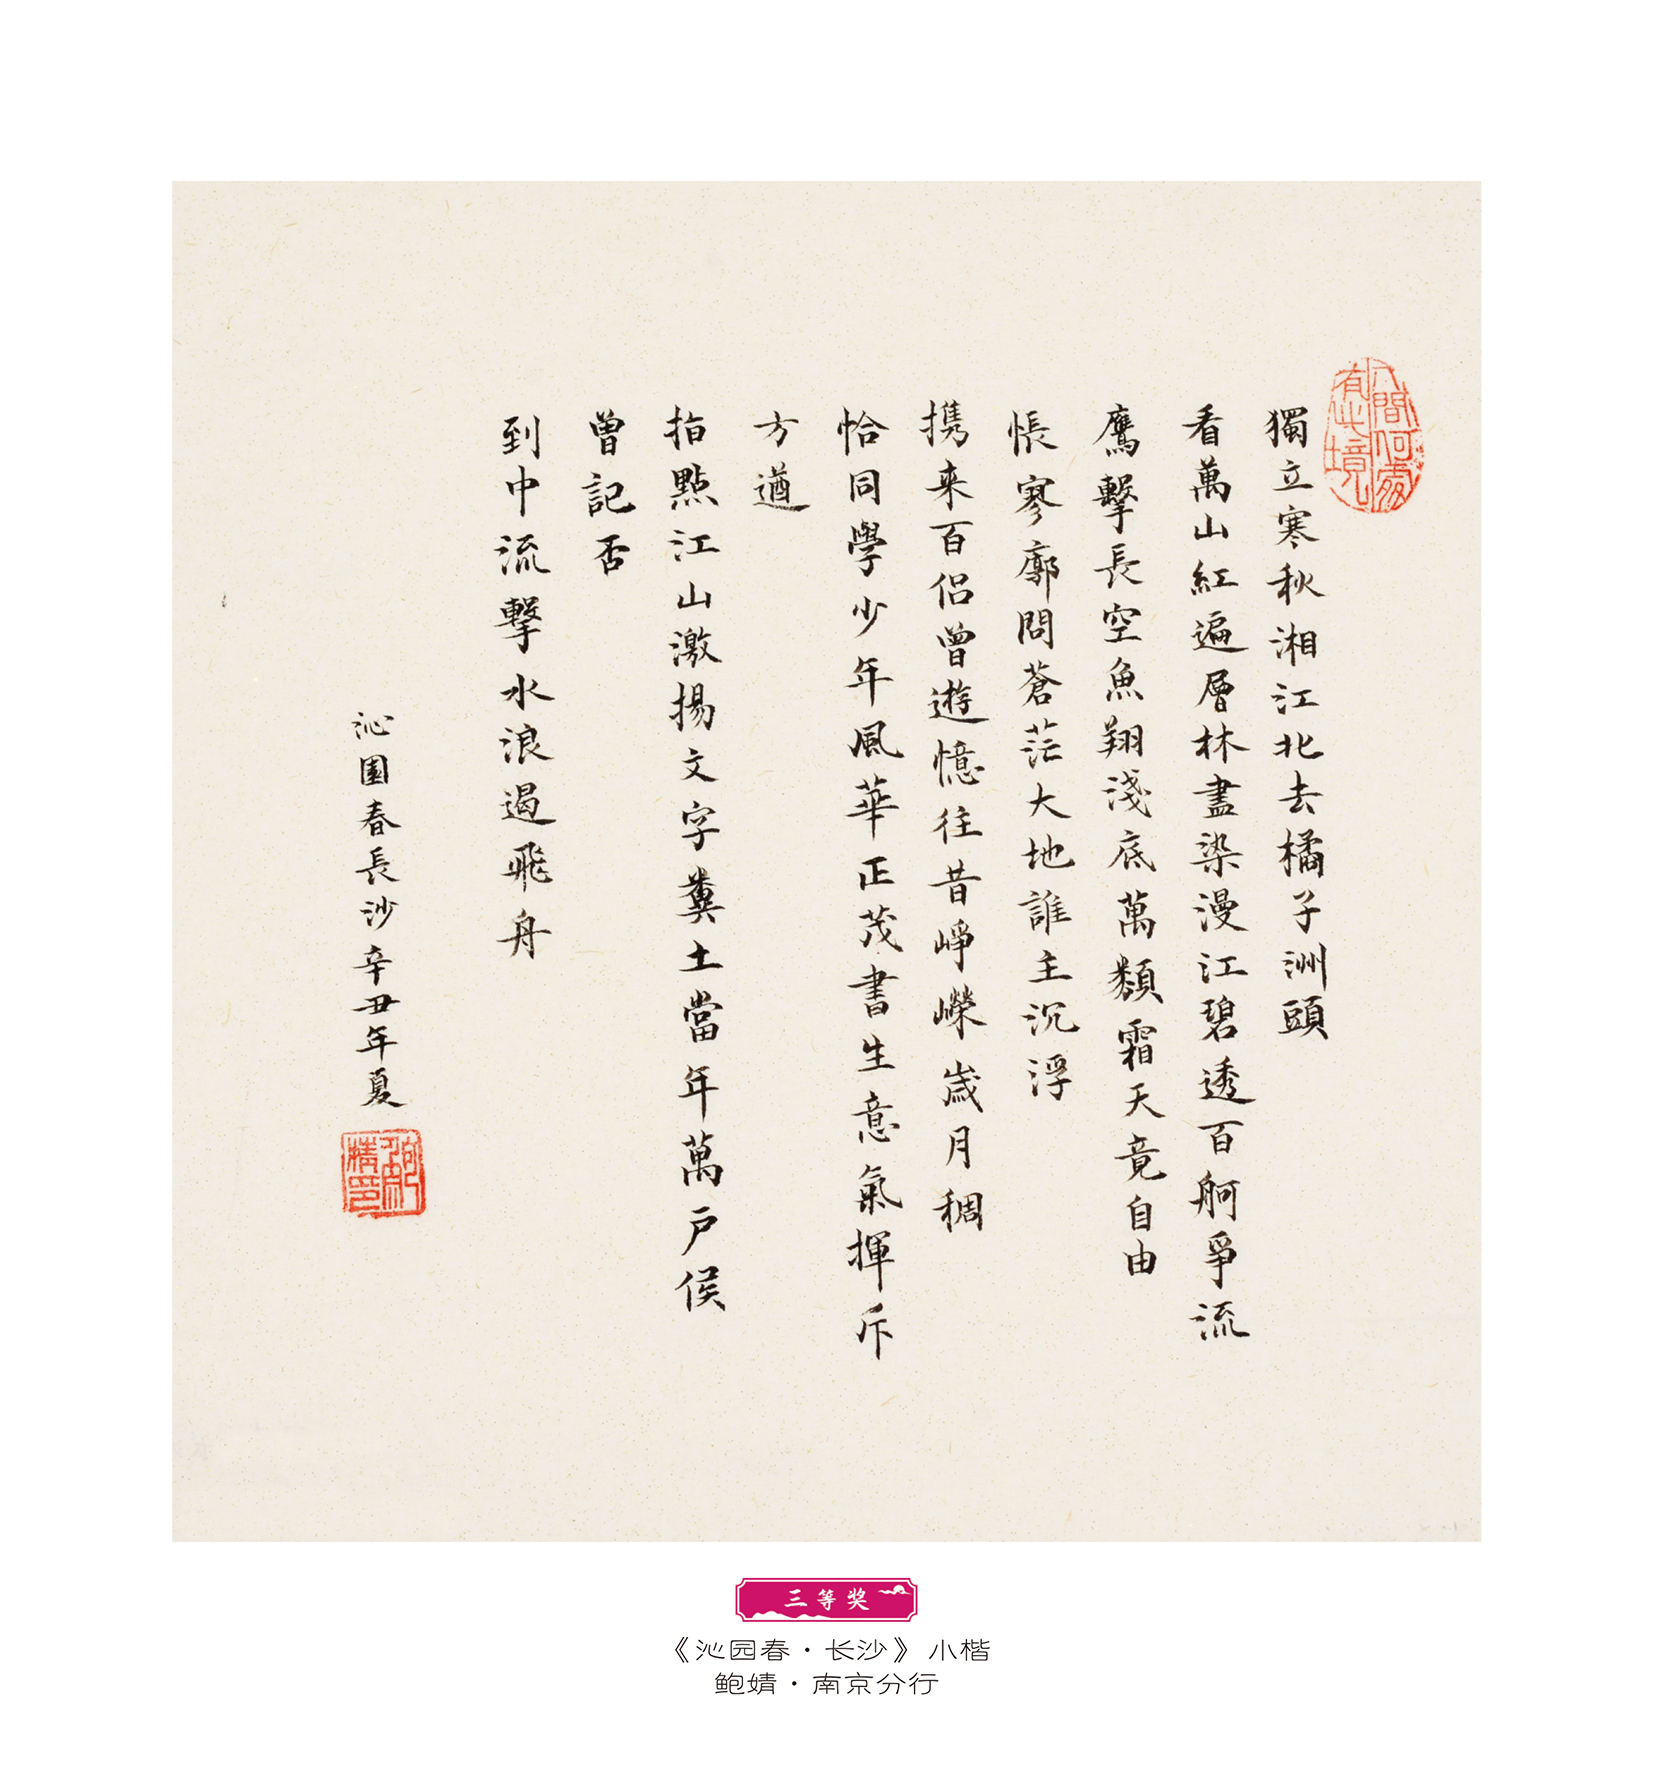 獨立寒秋湘江北去橘子洲頭
看萬山紅遍層林盡染漫江碧透百舸爭流
鷹擊長空魚翔淺底萬類霜天竟自由
悵寥廓問蒼茫大地誰主沉浮
携来百侣曾遊憶往昔崢嶸歲月稠
恰同學少年風華正茂書生意氣揮斥
方遒
指點江山激揚文字糞土當年萬戶侯
曾記否
到中流擊水浪遏飛舟
沁園春長沙辛丑年夏
人間何處
有此境
三等奖
《沁园春·长沙》小楷
鲍婧·南京分行